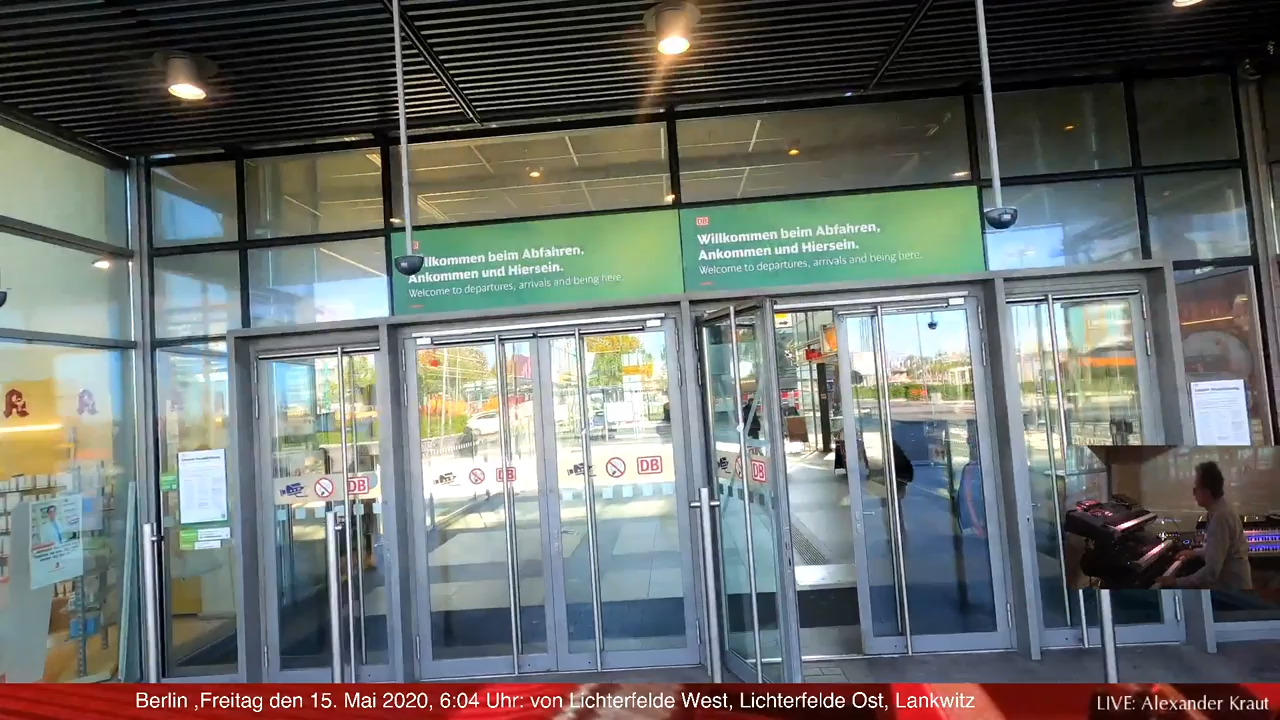 DB
Willkommen beim Abfahren,
Ankommen und Hiersein.
Welcome to departures, arrivals and being here.
llkommen beim Abfahren,
Ankommen und Hiersein.
Welcome to departures, arrivals and being here.
DB
DB
DB
DB
Berlin ,Freitag den 15. Mai 2020, 6:04 Uhr: von Lichterfelde West, Lichterfelde Ost, Lankwitz
LIVE: Alexander Kraut